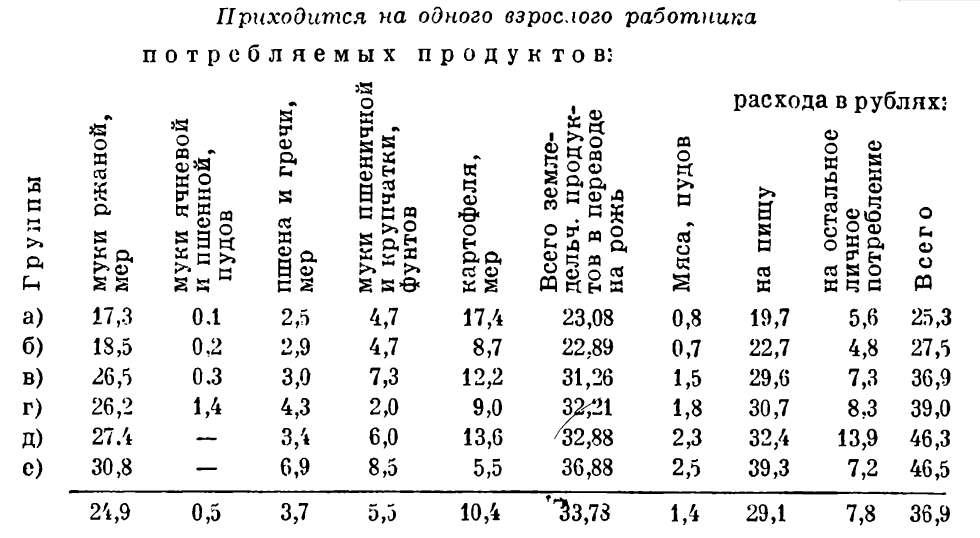 Приходится на одного взрослого работника
потребляемых продуктов:
расхода в рублях:
Группы
муки ржаной,
мер
муки ячневой
и пшенной,
пудов
пшена и гречи,
мер
муки пшеничной
и крупчатки,
фунтов
картофеля,
мер
Всего земле-
дельч. продук-
тов в переводе
на рожь
Мяса, пудов
на пищу
на остальное
личное
потребление
Всего
а) 17,3 0.1 2,5 4,7 17,4 23,08 0,8 19,7 5,6 25,3
б) 18,5 0,2 2,9 4,7 8,7 22,89 0,7 22,7 4,8 27,5
в) 26,5 0.3 3,0 7,3 12,2 31,26 1,5 29,6 7,3 36,9
г) 26,2 1,4 4,3 2,0 9,0 32,21 1,8 30,7 8,3 39,0
д) 27.4 — 3,4 6,0 13,6 32,88 2,3 32,4 13,9 46,3
е) 30,8 — 6,9 8,5 5,5 36,88 2,5 39,3 7,2 46,5
24,9 0,5 3,7 5,5 10,4 33,78 1,4 29,1 7,8 36,9